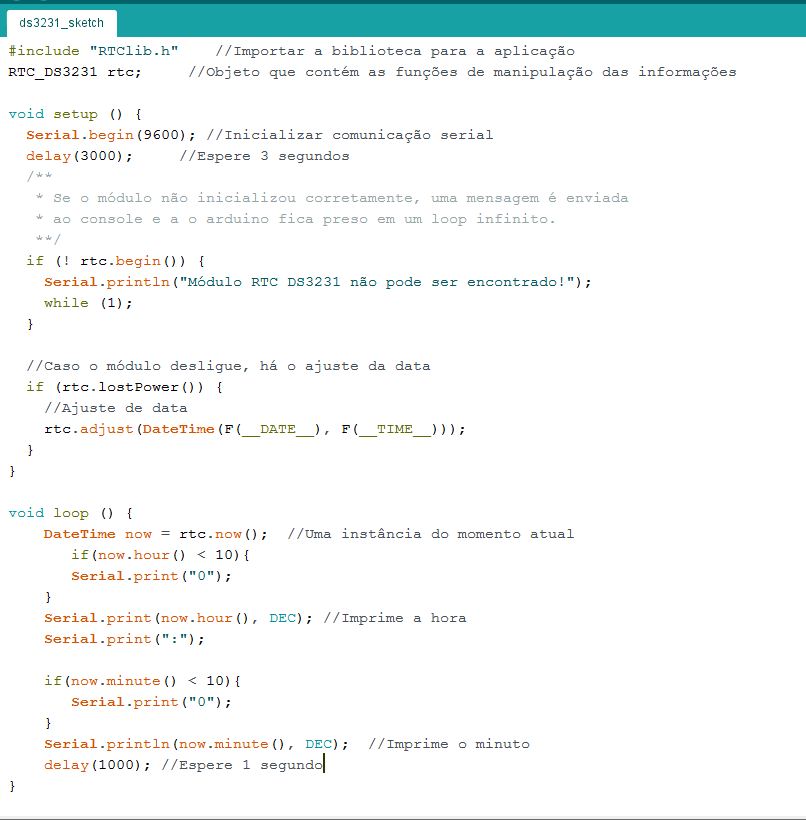 ds3231_sketch
#include "RTClib.h"    //Importar a biblioteca para a aplicação
RTC_DS3231 rtc;     //Objeto que contém as funções de manipulação das informações
void setup () {
  Serial.begin(9600); //Inicializar comunicação serial
  delay(3000);     //Espere 3 segundos
  /**
   * Se o módulo não inicializou corretamente, uma mensagem é enviada
   * ao console e a o arduino fica preso em um loop infinito.
   **/
  if (! rtc.begin()) {
    Serial.println("Módulo RTC DS3231 não pode ser encontrado!");
    while (1);
  }
  //Caso o módulo desligue, há o ajuste da data
  if (rtc.lostPower()) {
    //Ajuste de data
    rtc.adjust(DateTime(F(__DATE__), F(__TIME__)));
  }
}
void loop () {
    DateTime now = rtc.now();  //Uma instância do momento atual
       if(now.hour() < 10){
       Serial.print("0");
    }
    Serial.print(now.hour(), DEC); //Imprime a hora
    Serial.print(":");
    if(now.minute() < 10){
       Serial.print("0");
    }
    Serial.println(now.minute(), DEC);  //Imprime o minuto
    delay(1000); //Espere 1 segundo
}